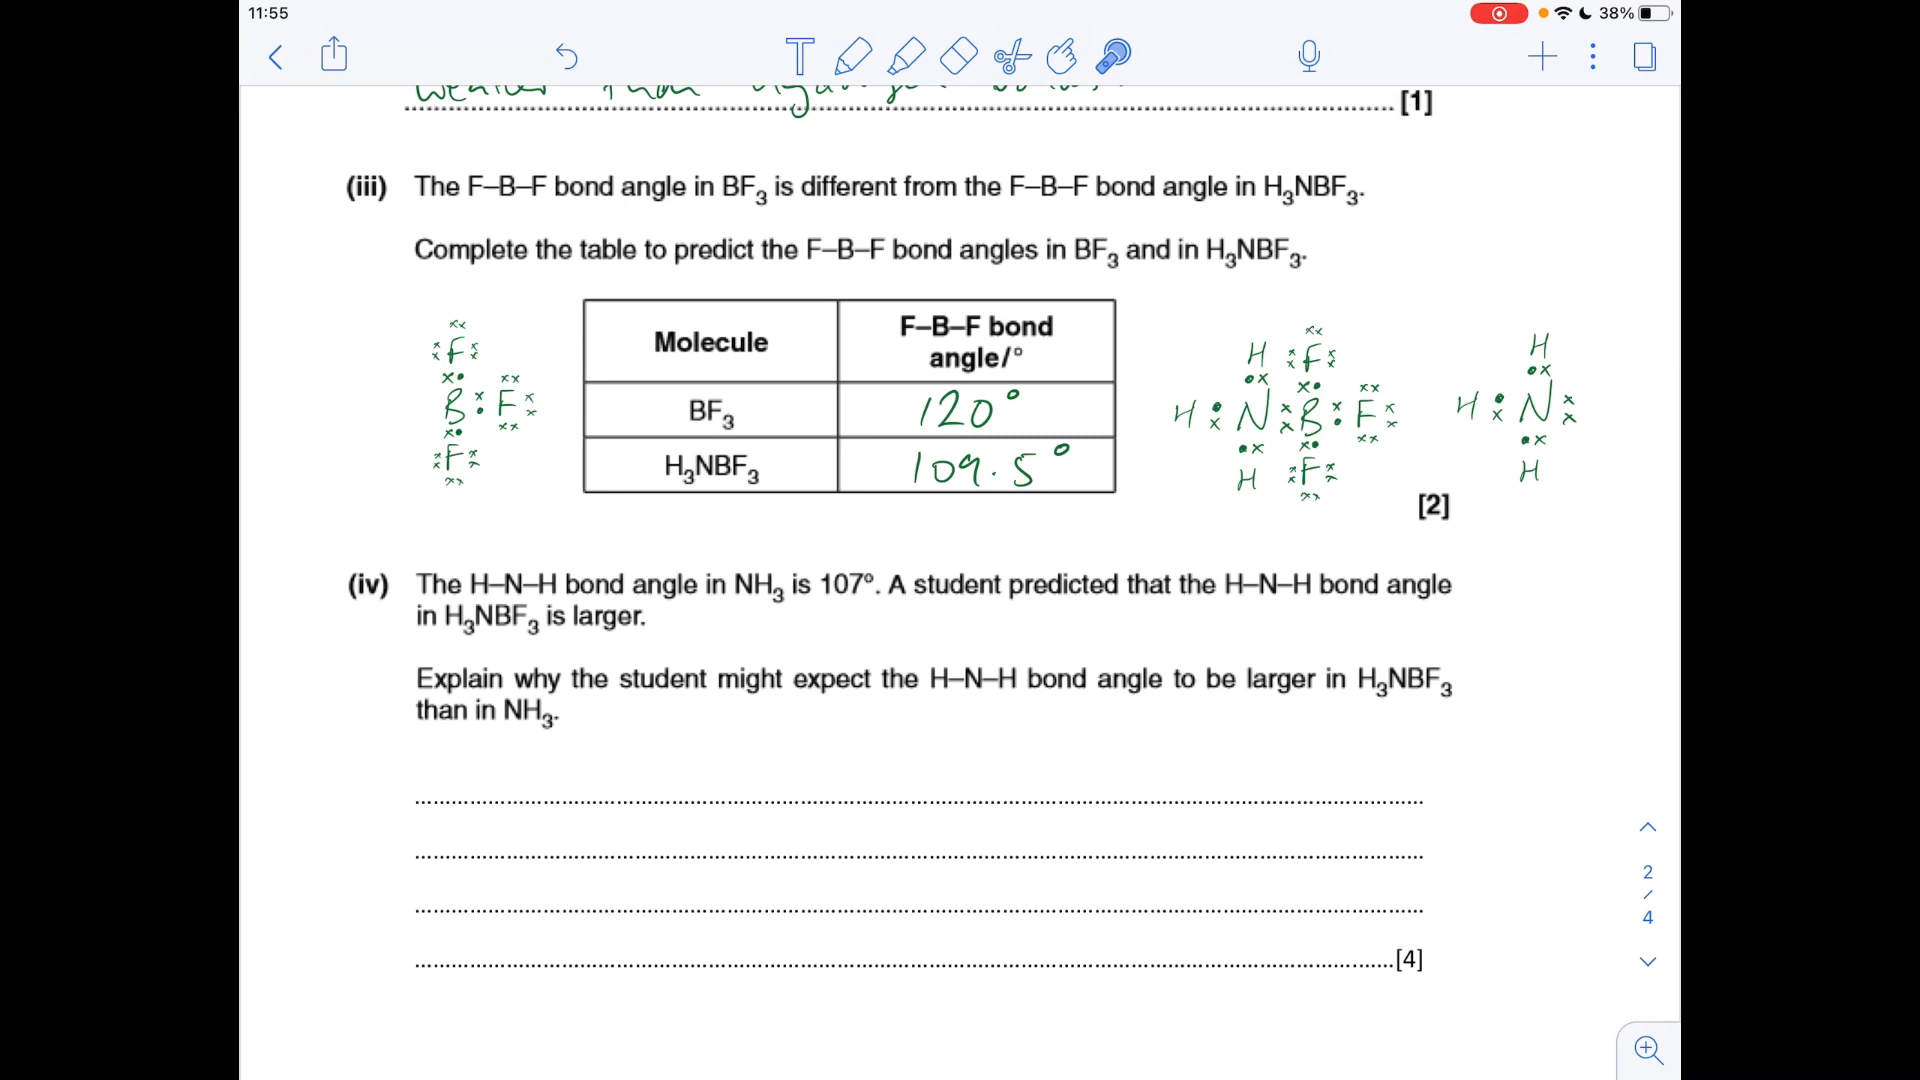 11:55
38%
T
[1]
(iii) The F–B–F bond angle in BF₃ is different from the F–B–F bond angle in H₃NBF₃.
Complete the table to predict the F–B–F bond angles in BF₃ and in H₃NBF₃.
Molecule F–B–F bond
angle/°
BF₃ 120°
H₃NBF₃ 109.5°
F
B F
F
H F
H N B F
H F
H
H N
H
[2]
(iv) The H–N–H bond angle in NH₃ is 107°. A student predicted that the H–N–H bond angle
in H₃NBF₃ is larger.
Explain why the student might expect the H–N–H bond angle to be larger in H₃NBF₃
than in NH₃.
[4]
2
/
4